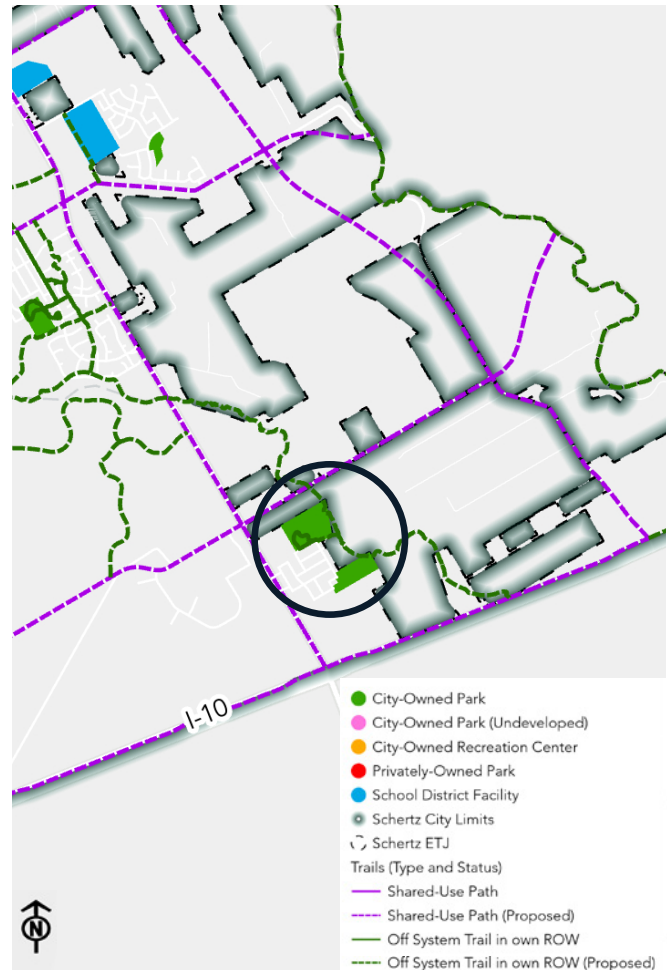 I-10
City-Owned Park
City-Owned Park (Undeveloped)
City-Owned Recreation Center
Privately-Owned Park
School District Facility
Schertz City Limits
Schertz ETJ
Trails (Type and Status)
Shared-Use Path
Shared-Use Path (Proposed)
Off System Trail in own ROW
Off System Trail in own ROW (Proposed)
N